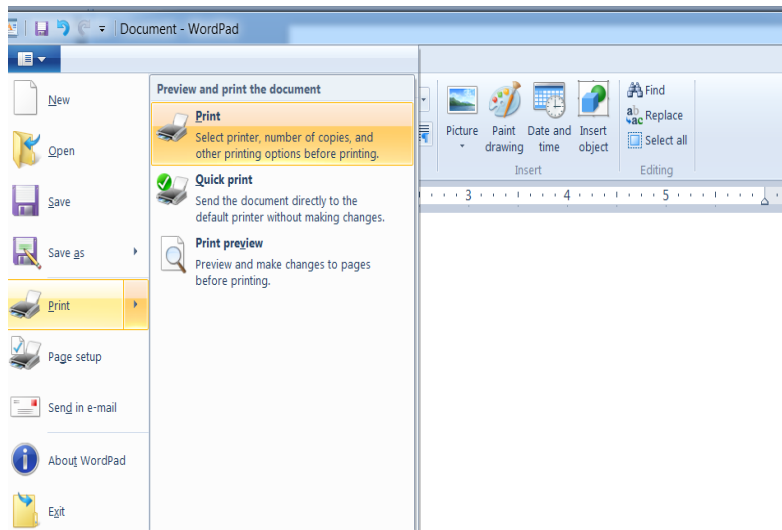 Document - WordPad
New
Open
Save
Save as
Print
Page setup
Send in e-mail
About WordPad
Exit
Preview and print the document
Print
Select printer, number of copies, and
other printing options before printing.
Quick print
Send the document directly to the
default printer without making changes.
Print preview
Preview and make changes to pages
before printing.
Picture
Paint
drawing
Date and
time
Insert
object
Insert
Find
Replace
Select all
Editing
3 4 5